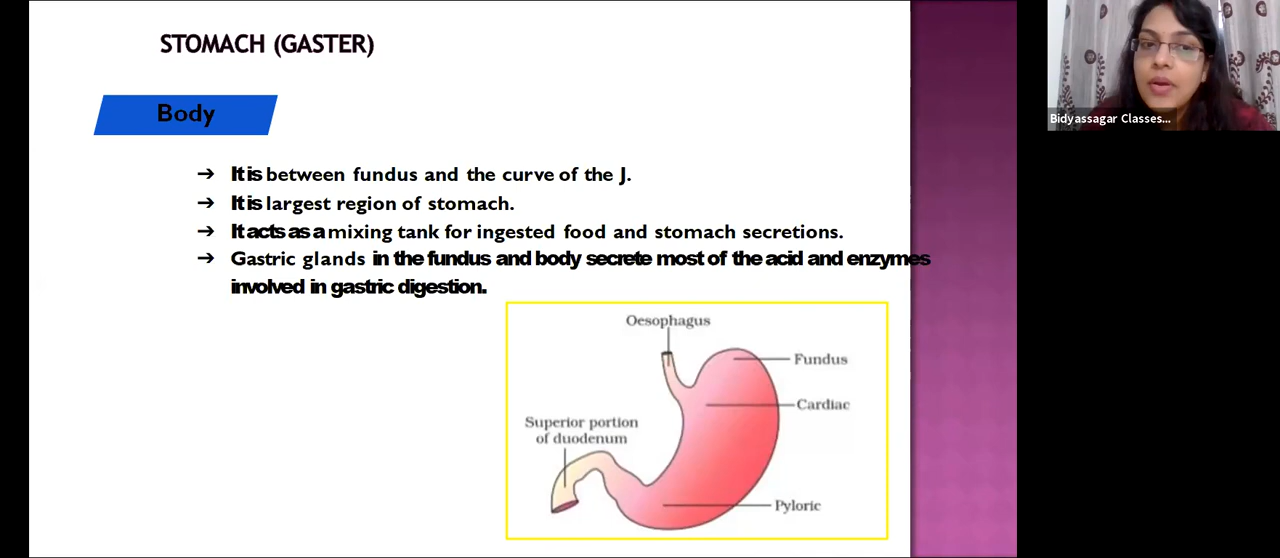 STOMACH (GASTER)
Body
➔ It is between fundus and the curve of the J.
➔ It is largest region of stomach.
➔ It acts as a mixing tank for ingested food and stomach secretions.
➔ Gastric glands in the fundus and body secrete most of the acid and enzymes
involved in gastric digestion.
Oesophagus
Fundus
Cardiac
Superior portion
of duodenum
Pyloric
Bidyassagar Classes...